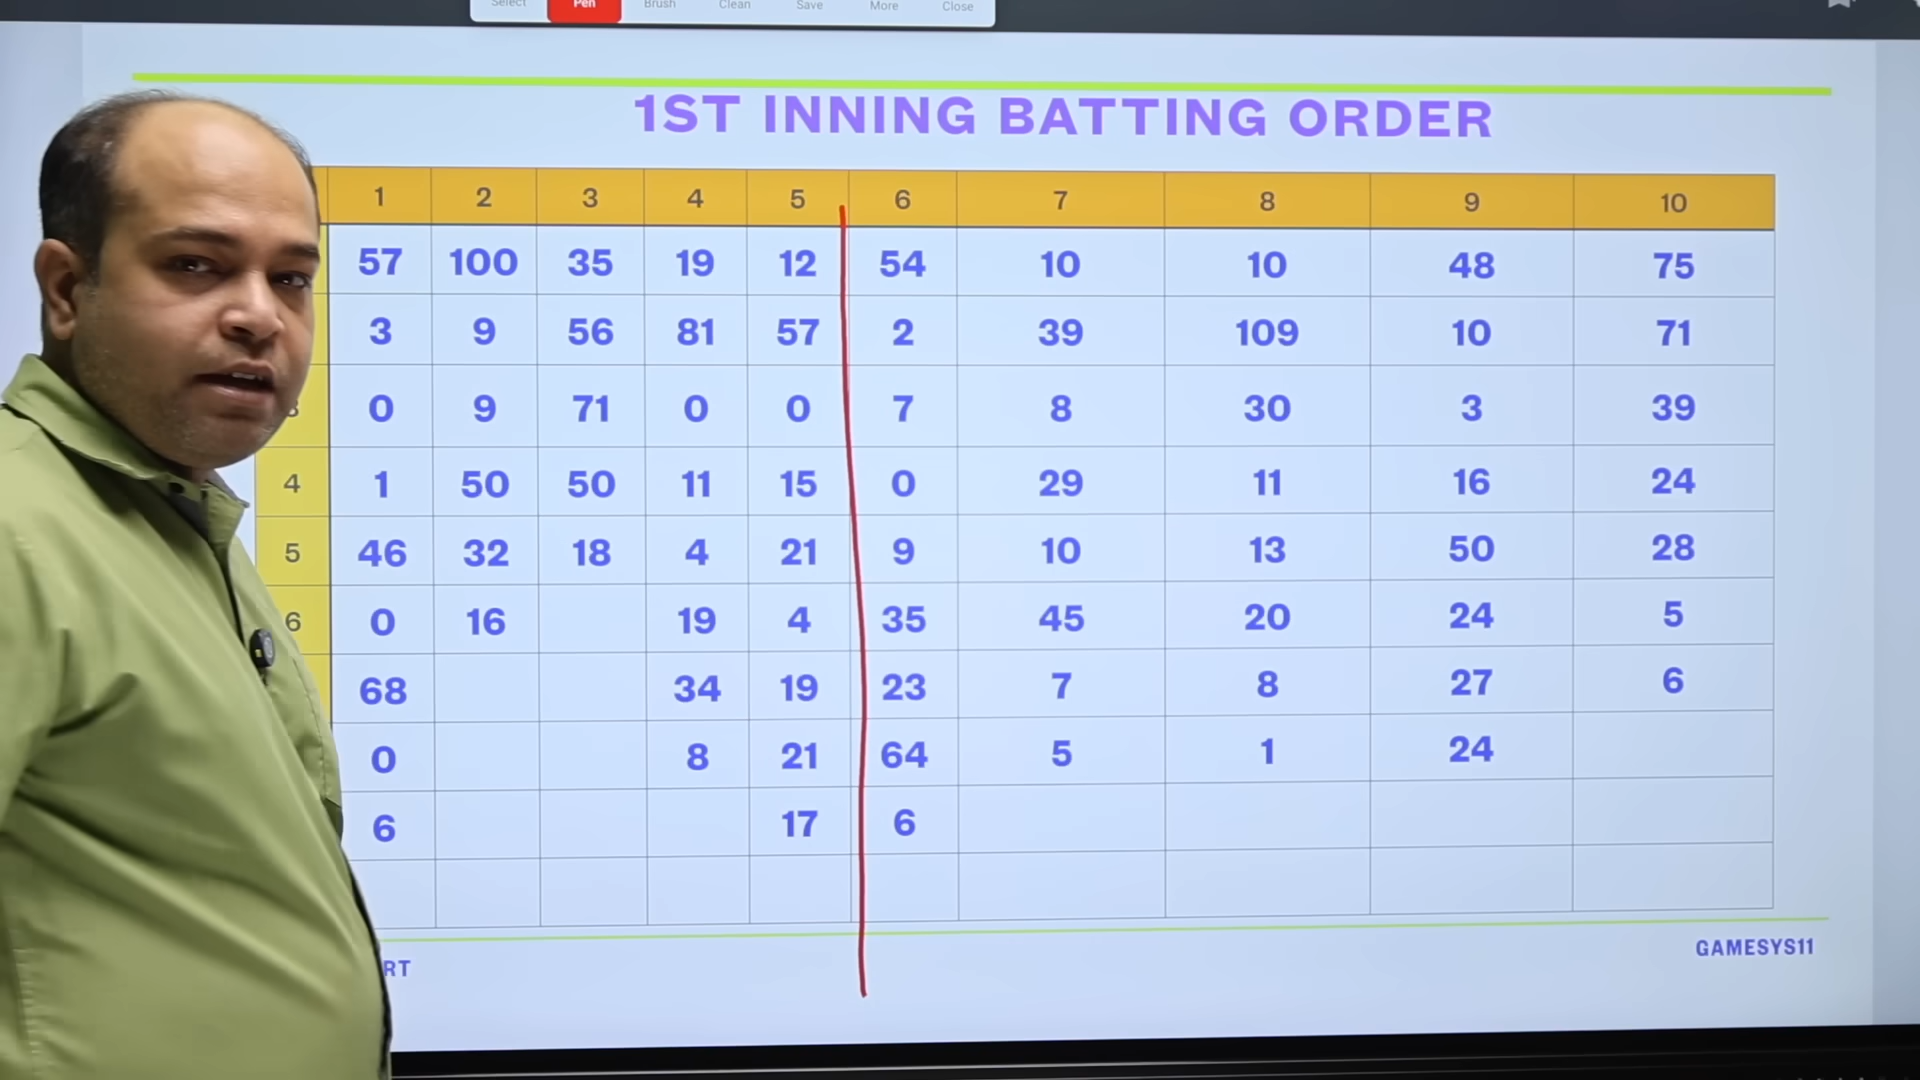 Select Pen Brush Clean Save More Close
1ST INNING BATTING ORDER
1 2 3 4 5 6 7 8 9 10
57 100 35 19 12 54 10 10 48 75
3 9 56 81 57 2 39 109 10 71
3 0 9 71 0 0 7 8 30 3 39
4 1 50 50 11 15 0 29 11 16 24
5 46 32 18 4 21 9 10 13 50 28
6 0 16 19 4 35 45 20 24 5
68 34 19 23 7 8 27 6
0 8 21 64 5 1 24
6 17 6
RT
GAMESYS11